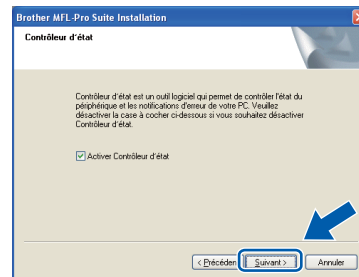 Brother MFL-Pro Suite Installation
Contrôleur d'état
Contrôleur d'état est un outil logiciel qui permet de contrôler l'état du
périphérique et les notifications d'erreur de votre PC. Veuillez
désactiver la case à cocher ci-dessous si vous souhaitez désactiver
Contrôleur d'état.
Activer Contrôleur d'état
< Précéden
Suivant >
Annuler